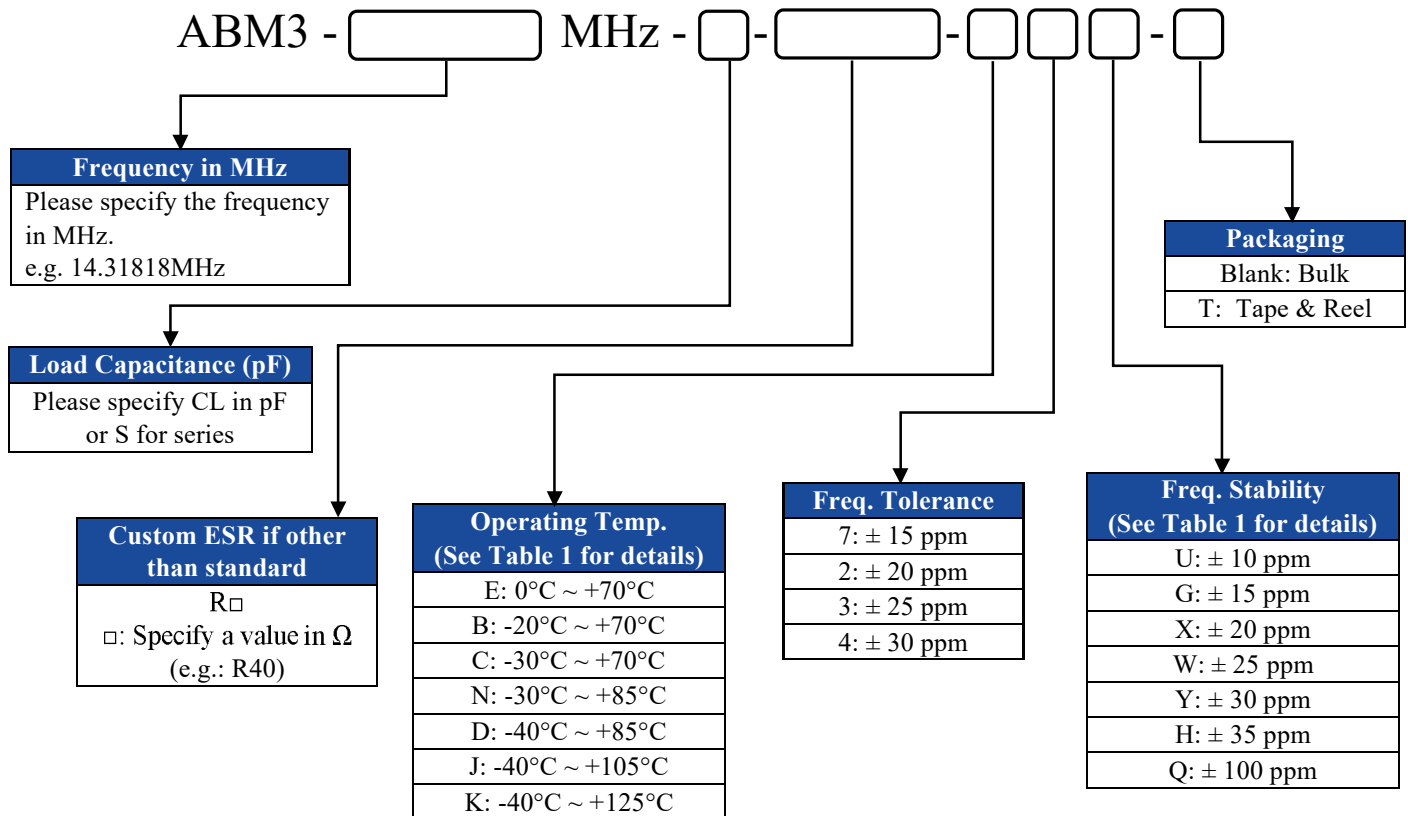 ABM3 - MHz - - - -
Frequency in MHz
Please specify the frequency
in MHz.
e.g. 14.31818MHz
Packaging
Blank: Bulk
T: Tape & Reel
Load Capacitance (pF)
Please specify CL in pF
or S for series
Custom ESR if other
than standard
R□
□: Specify a value in Ω
(e.g.: R40)
Operating Temp.
(See Table 1 for details)
E: 0°C ~ +70°C
B: -20°C ~ +70°C
C: -30°C ~ +70°C
N: -30°C ~ +85°C
D: -40°C ~ +85°C
J: -40°C ~ +105°C
K: -40°C ~ +125°C
Freq. Tolerance
7: ± 15 ppm
2: ± 20 ppm
3: ± 25 ppm
4: ± 30 ppm
Freq. Stability
(See Table 1 for details)
U: ± 10 ppm
G: ± 15 ppm
X: ± 20 ppm
W: ± 25 ppm
Y: ± 30 ppm
H: ± 35 ppm
Q: ± 100 ppm